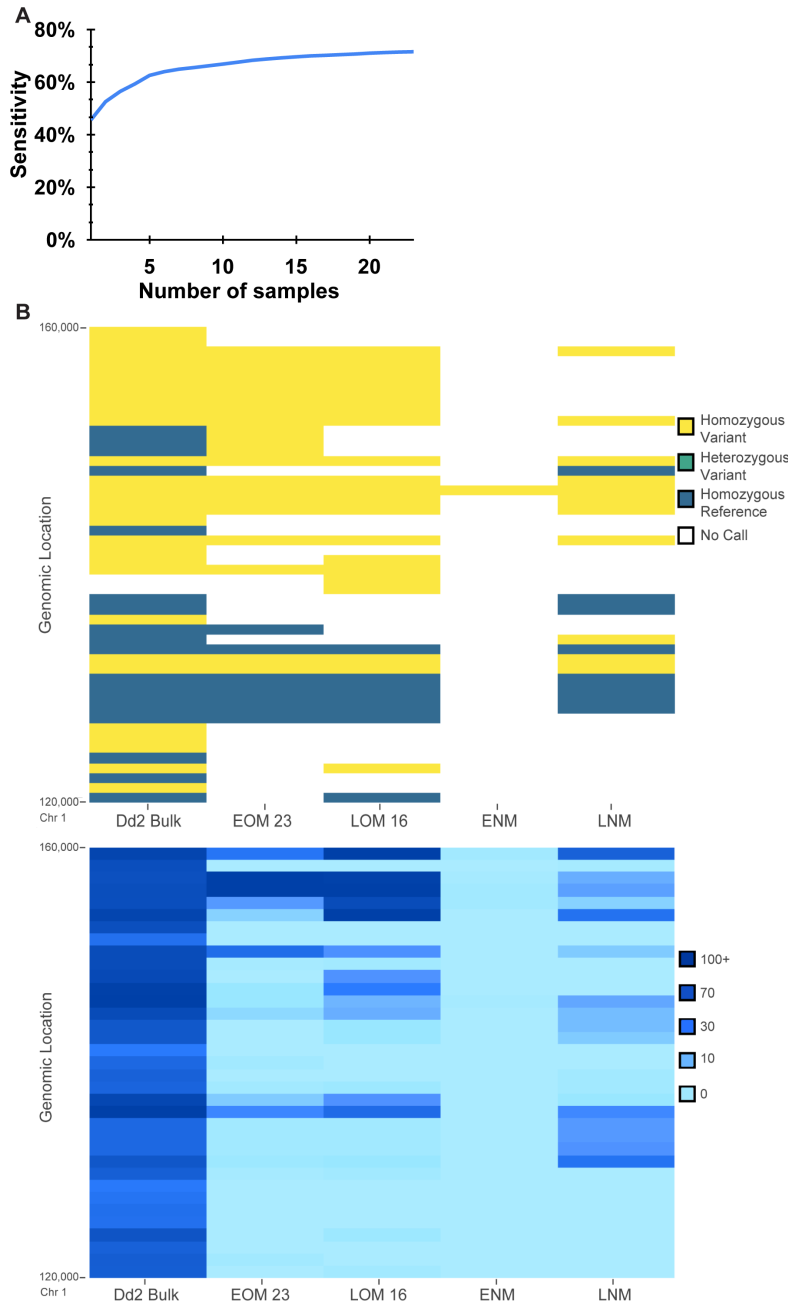 A
80%
60%
40%
20%
0%
Sensitivity
5 10 15 20
Number of samples
B
160,000
Genomic Location
120,000
Chr 1
Dd2 Bulk EOM 23 LOM 16 ENM LNM
Homozygous
Variant
Heterozygous
Variant
Homozygous
Reference
No Call
160,000
Genomic Location
120,000
Chr 1
Dd2 Bulk EOM 23 LOM 16 ENM LNM
100+
70
30
10
0